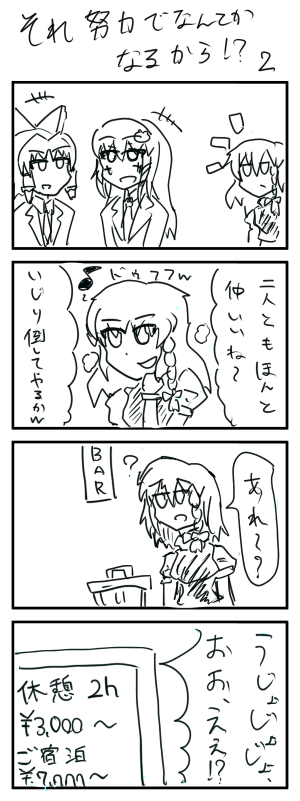 それ努力でなんてか
なるから!? 2
ドゥフフw
二人ともほんと
仲いいね〜
いじり倒してやるかw
あれ〜?
?
BAR
うじょじょじょ、
おお、ええ!?
休憩 2h
¥3,000〜
ご宿泊
¥7,000〜